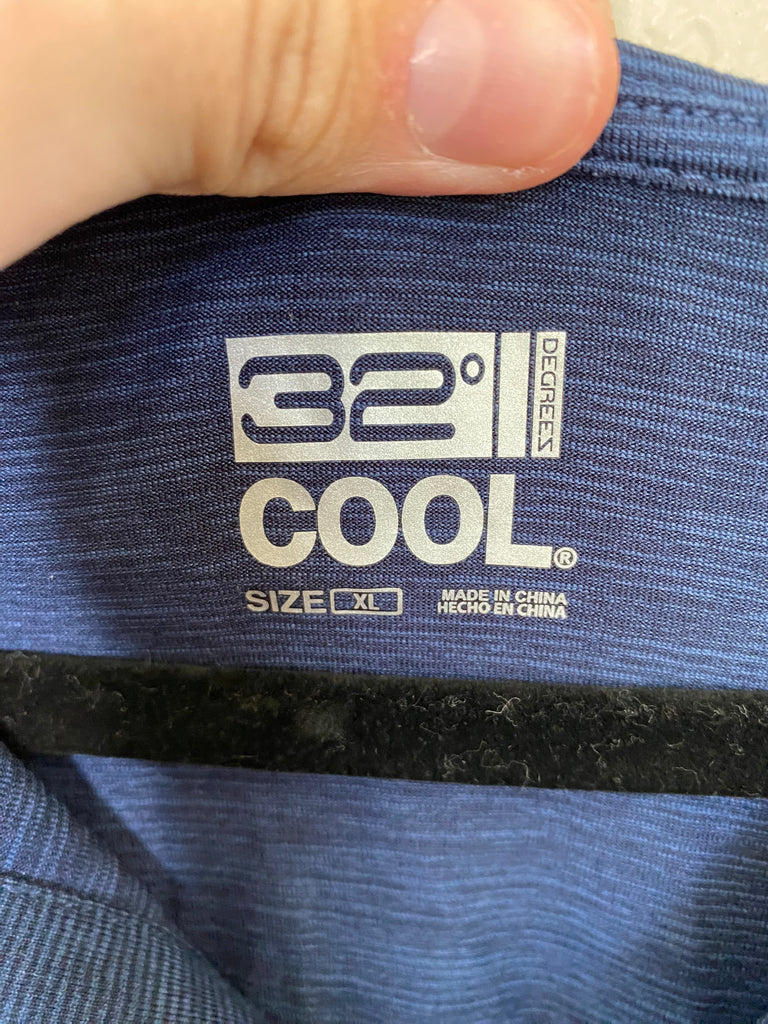 32° DEGREES
COOL®
SIZE XL
MADE IN CHINA
HECHO EN CHINA